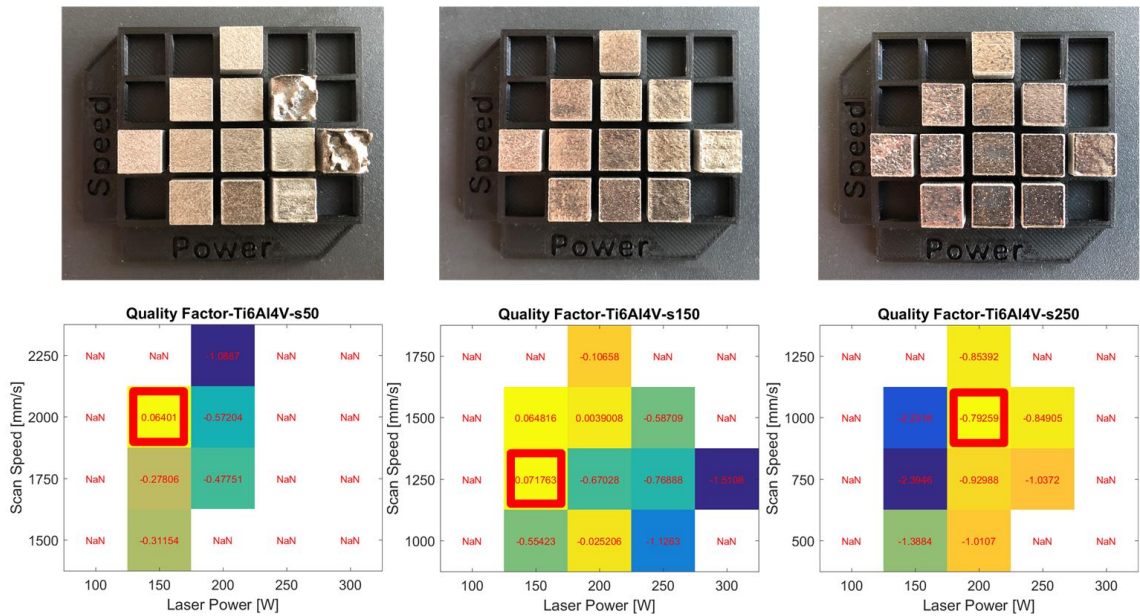 Speed
Power
Speed
Power
Speed
Power
Quality Factor-Ti6Al4V-s50
Scan Speed [mm/s]
2250 NaN NaN -1.0887 NaN NaN
2000 NaN 0.06401 -0.57204 NaN NaN
1750 NaN -0.27806 -0.47751 NaN NaN
1500 NaN -0.31154 NaN NaN NaN
100 150 200 250 300
Laser Power [W]
Quality Factor-Ti6Al4V-s150
Scan Speed [mm/s]
1750 NaN NaN -0.10658 NaN NaN
1500 NaN 0.064816 0.0039008 -0.58709 NaN
1250 NaN 0.071763 -0.67028 -0.76888 -1.5108
1000 NaN -0.55423 -0.025206 -1.1263 NaN
100 150 200 250 300
Laser Power [W]
Quality Factor-Ti6Al4V-s250
Scan Speed [mm/s]
1250 NaN NaN -0.85392 NaN NaN
1000 NaN -0.79259 -0.84905 NaN
750 NaN -0.92988 -1.0372 NaN
500 NaN -1.3884 -1.0107 NaN NaN
100 150 200 250 300
Laser Power [W]